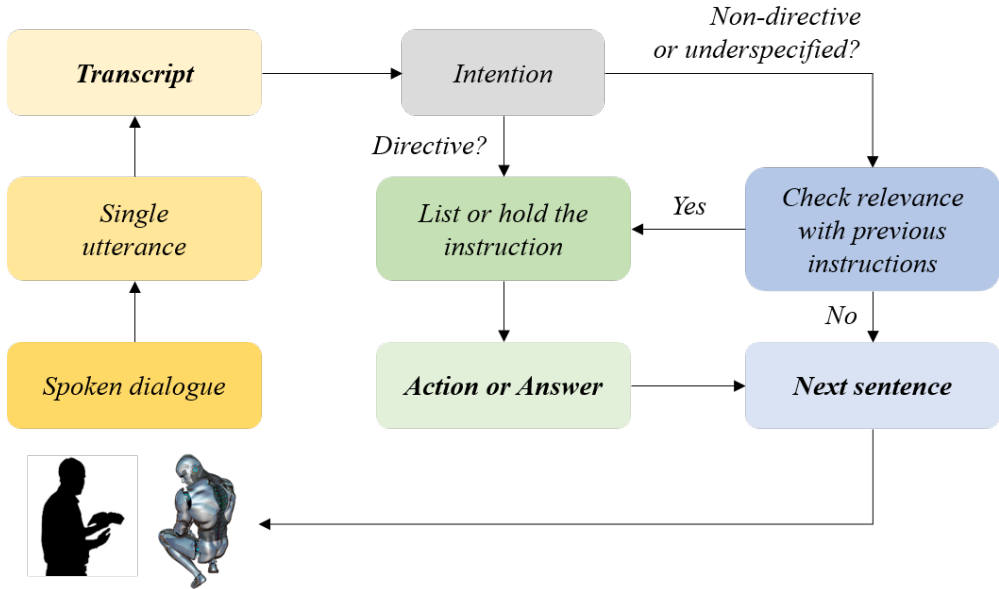 Non-directive
or underspecified?
Transcript
Intention
Directive?
Single
utterance
List or hold the
instruction
Yes
Check relevance
with previous
instructions
No
Spoken dialogue
Action or Answer
Next sentence